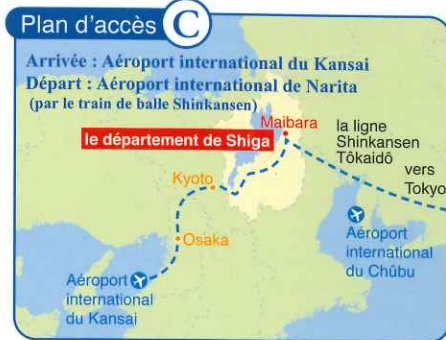 Plan d'accès C
Arrivée : Aéroport international du Kansai
Départ : Aéroport international de Narita
(par le train de balle Shinkansen)
Maibara
le département de Shiga
la ligne
Shinkansen
Tôkaidô
vers
Tokyo
Kyoto
Osaka
Aéroport
international
du Chûbu
Aéroport
international
du Kansai